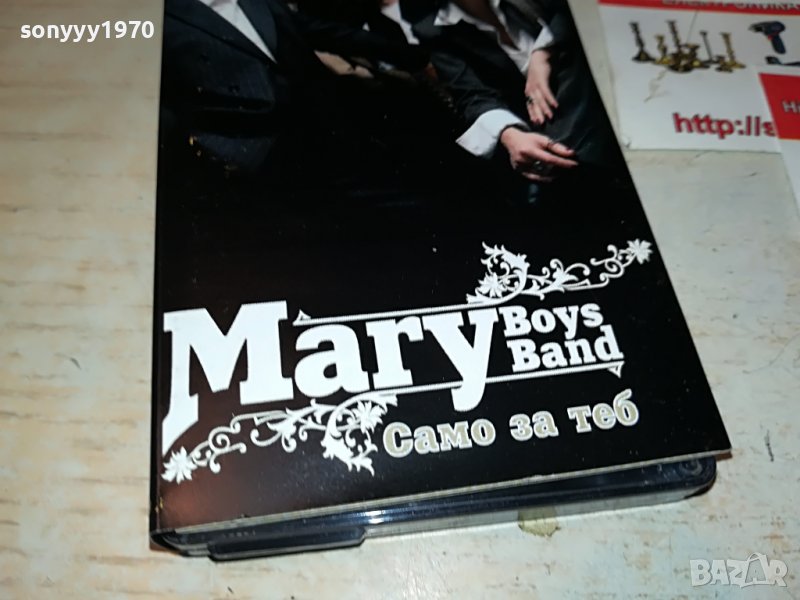 sonyyy1970
http://s
Mary Boys
Band
Само за теб
BAZAR